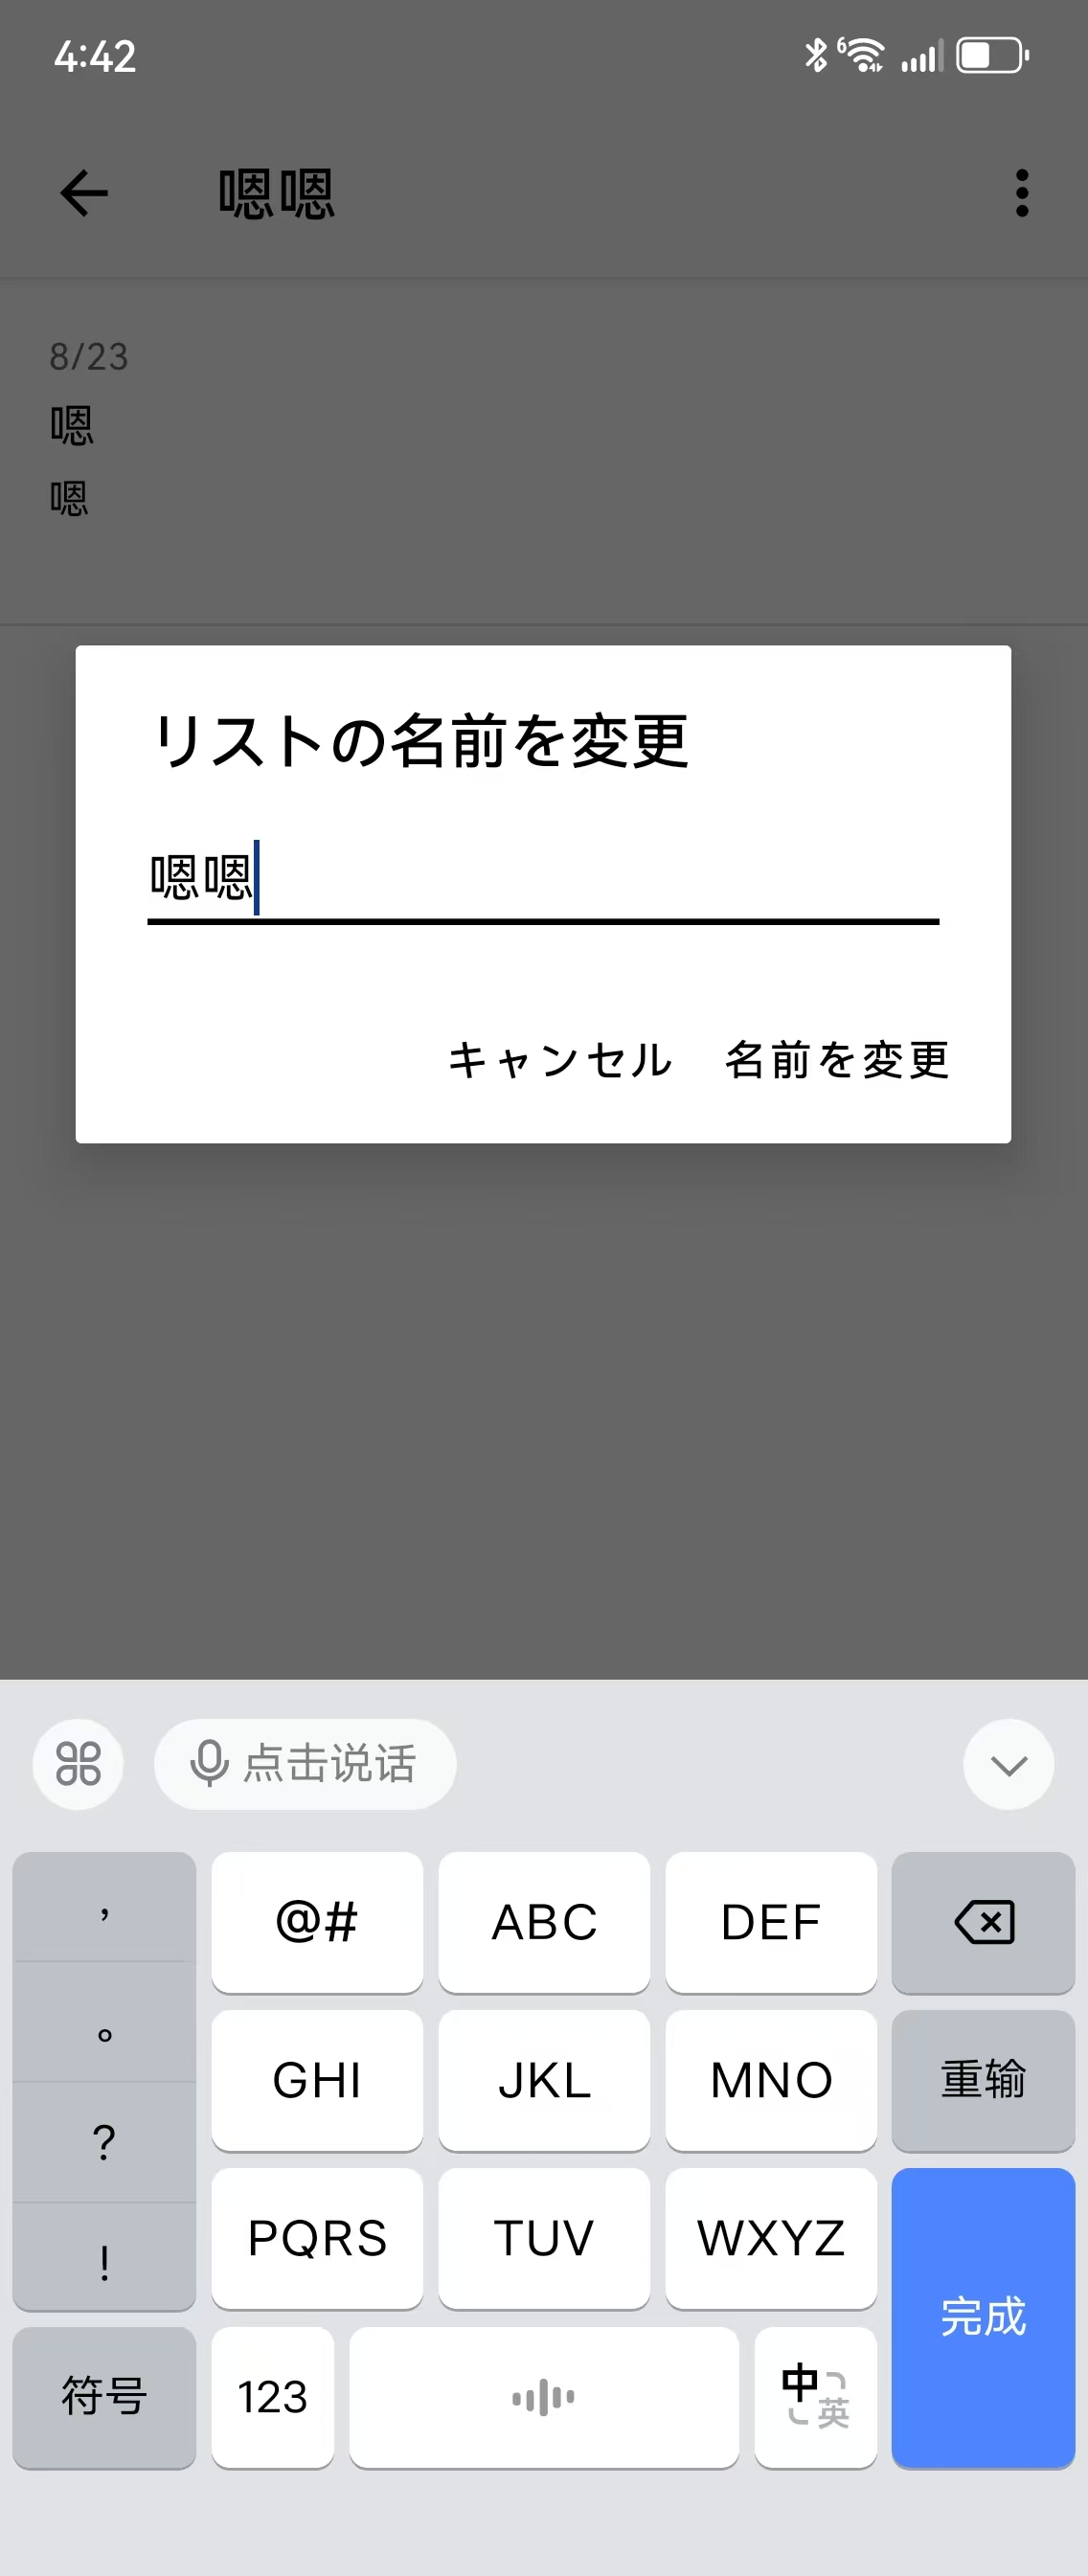 4:42
嗯嗯
8/23
嗯
嗯
リストの名前を変更
嗯嗯
キャンセル 名前を変更
点击说话
， @# ABC DEF
。 GHI JKL MNO 重输
？ PQRS TUV WXYZ
！ 完成
符号 123 中 英